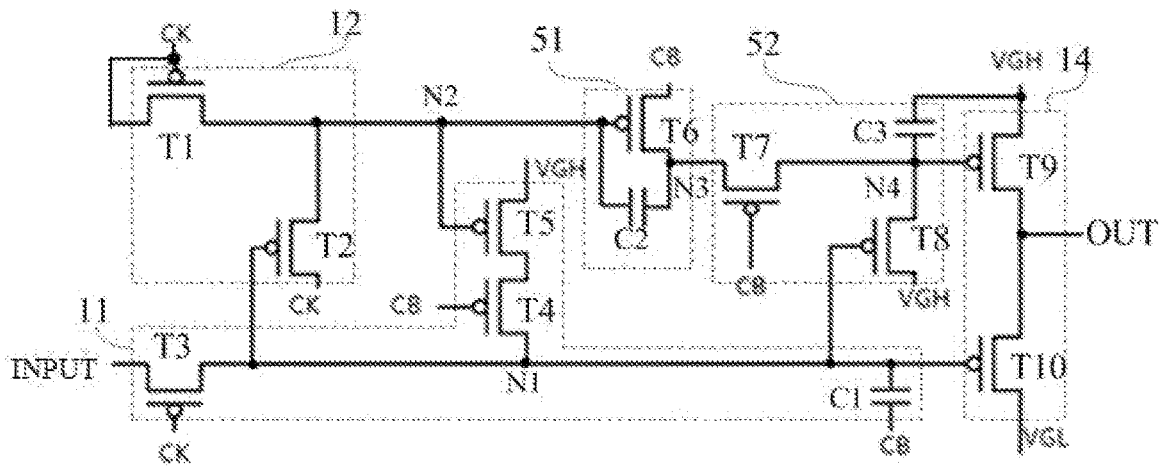 CK
12
51
CB
52
VGH
14
N2
T1
T6
T7
C3
T9
VGH
N3
N4
T5
C2
T2
T8
OUT
CK
CB
T4
CB
VGH
11
T3
INPUT
N1
C1
T10
CK
CB
VGL